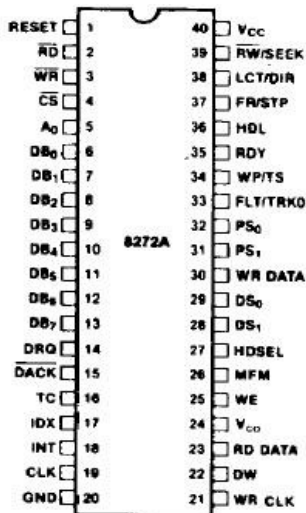 RESET 1 40 VCC
RD 2 39 RW/SEEK
WR 3 38 LCT/DIR
CS 4 37 FR/STP
A0 5 36 HDL
DB0 6 35 RDY
DB1 7 34 WP/TS
DB2 8 33 FLT/TRK0
DB3 9 32 PS0
DB4 10 8272A 31 PS1
DB5 11 30 WR DATA
DB6 12 29 DS0
DB7 13 28 DS1
DRQ 14 27 HDSEL
DACK 15 26 MFM
TC 16 25 WE
IDX 17 24 VCO
INT 18 23 RD DATA
CLK 19 22 DW
GND 20 21 WR CLK